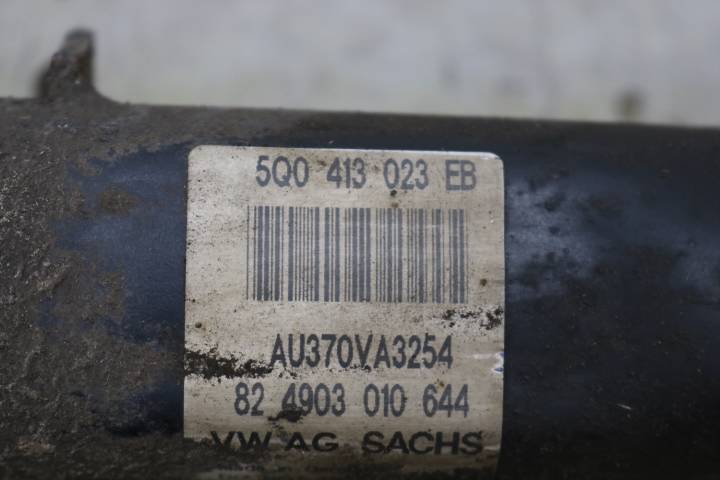 5Q0 413 023 EB
AU370VA3254
82 4903 010 644
VW AG SACHS